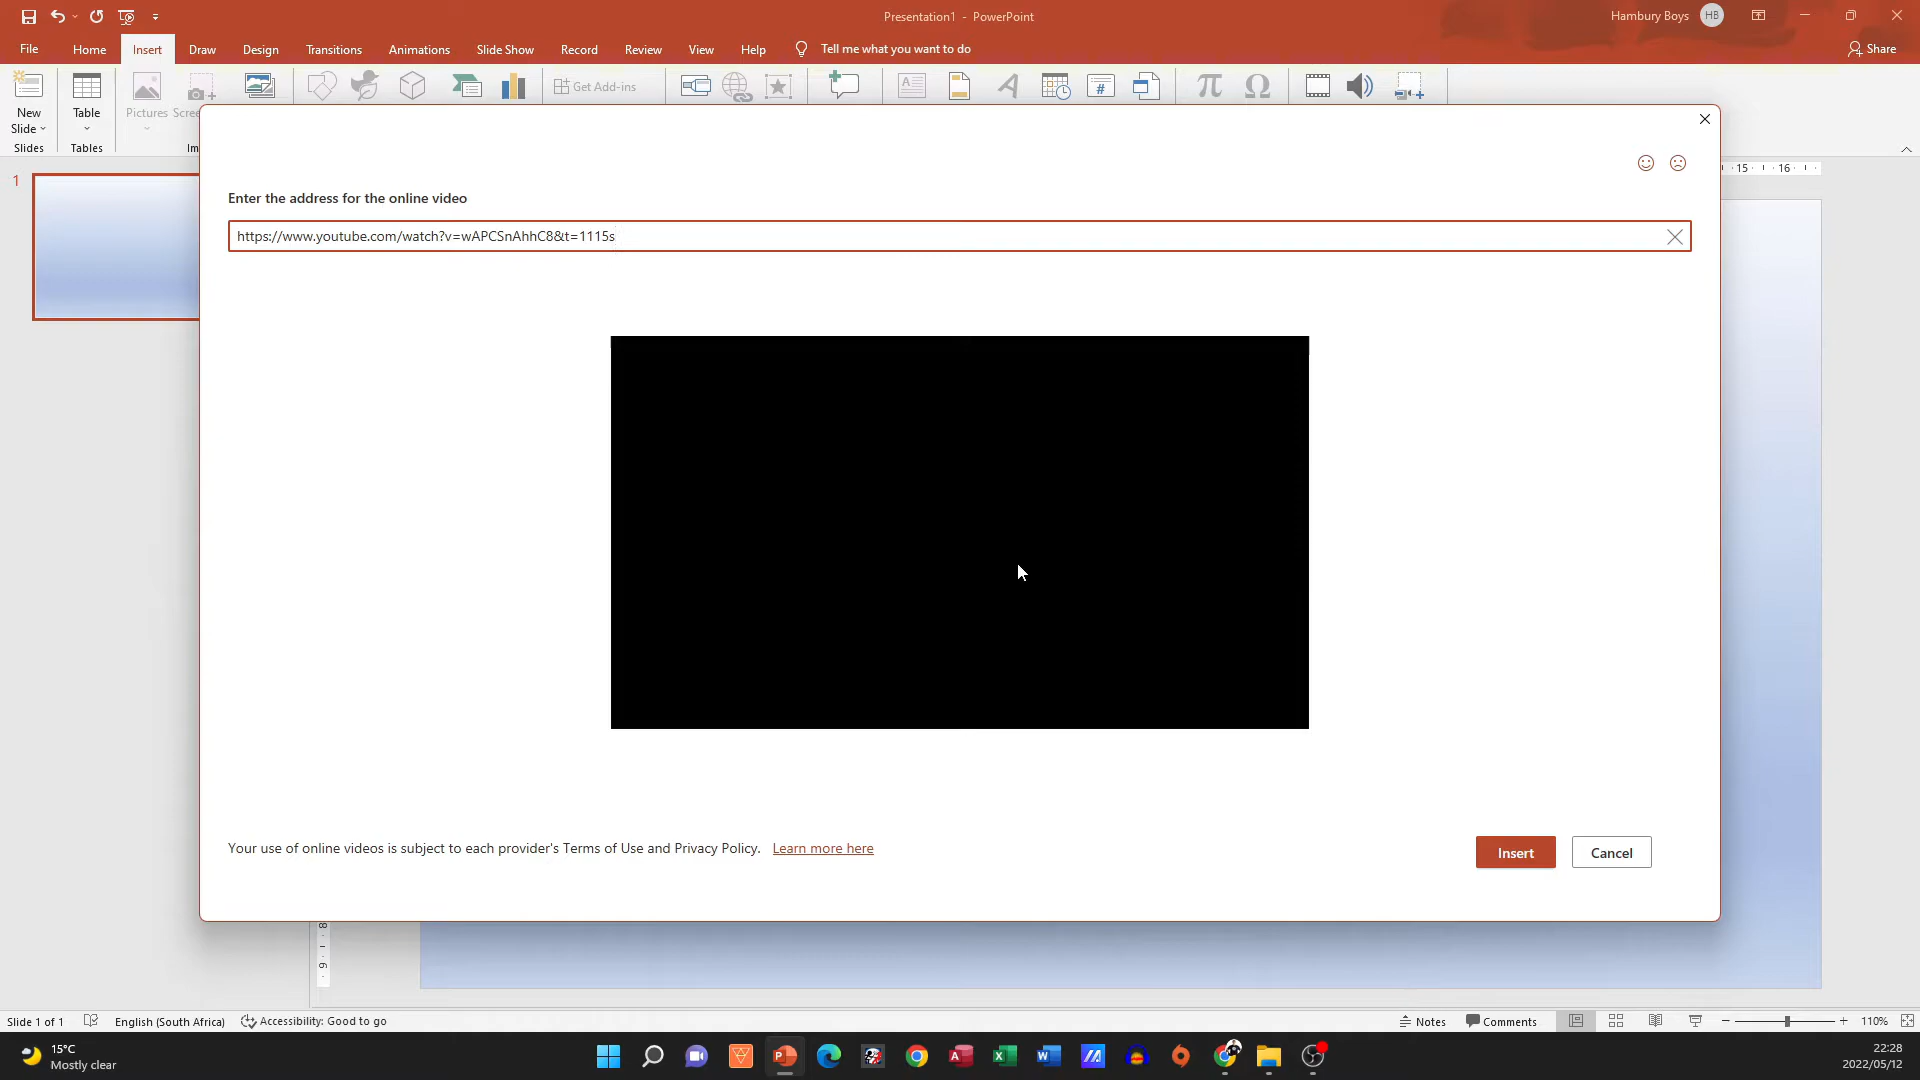 Presentation1 - PowerPoint
Hambury Boys HB
File Home Insert Draw Design Transitions Animations Slide Show Record Review View Help Tell me what you want to do Share
New Slide
Table
Pictures
Get Add-ins
Slides
Tables
15 16
1
Enter the address for the online video
https://www.youtube.com/watch?v=wAPCSnAhhC8&t=1115s
Your use of online videos is subject to each provider's Terms of Use and Privacy Policy. Learn more here
Insert
Cancel
8
9
Slide 1 of 1 English (South Africa) Accessibility: Good to go Notes Comments 110%
15°C
Mostly clear
22:28
2022/05/12